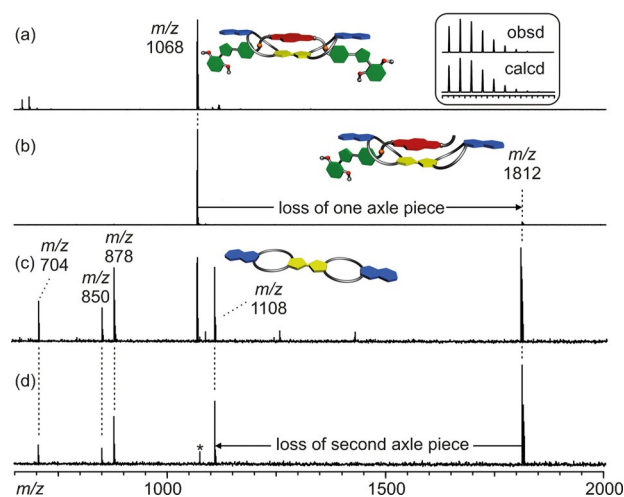 (a)
m/z
1068
obsd
calcd
(b)
m/z
1812
loss of one axle piece
(c)
m/z
704
m/z
850
m/z
878
m/z
1108
(d)
*
loss of second axle piece
m/z
1000
1500
2000